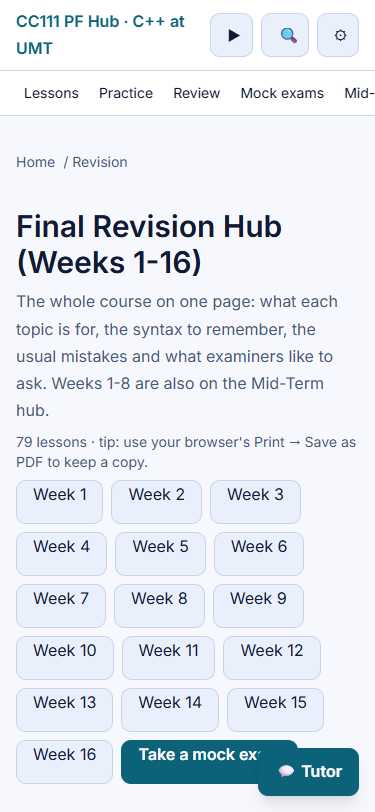 CC111 PF Hub · C++ at
UMT
Lessons Practice Review Mock exams Mid-
Home / Revision
Final Revision Hub
(Weeks 1-16)
The whole course on one page: what each
topic is for, the syntax to remember, the
usual mistakes and what examiners like to
ask. Weeks 1-8 are also on the Mid-Term
hub.
79 lessons · tip: use your browser's Print → Save as
PDF to keep a copy.
Week 1 Week 2 Week 3
Week 4 Week 5 Week 6
Week 7 Week 8 Week 9
Week 10 Week 11 Week 12
Week 13 Week 14 Week 15
Week 16 Take a mock ex
Tutor